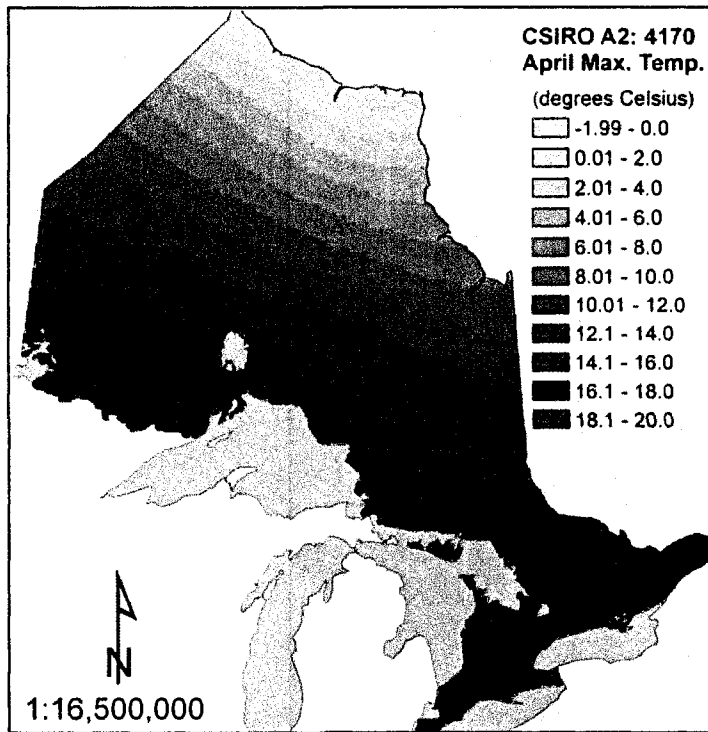 CSIRO A2: 4170
April Max. Temp.
(degrees Celsius)
-1.99 - 0.0
0.01 - 2.0
2.01 - 4.0
4.01 - 6.0
6.01 - 8.0
8.01 - 10.0
10.01 - 12.0
12.1 - 14.0
14.1 - 16.0
16.1 - 18.0
18.1 - 20.0
N
1:16,500,000